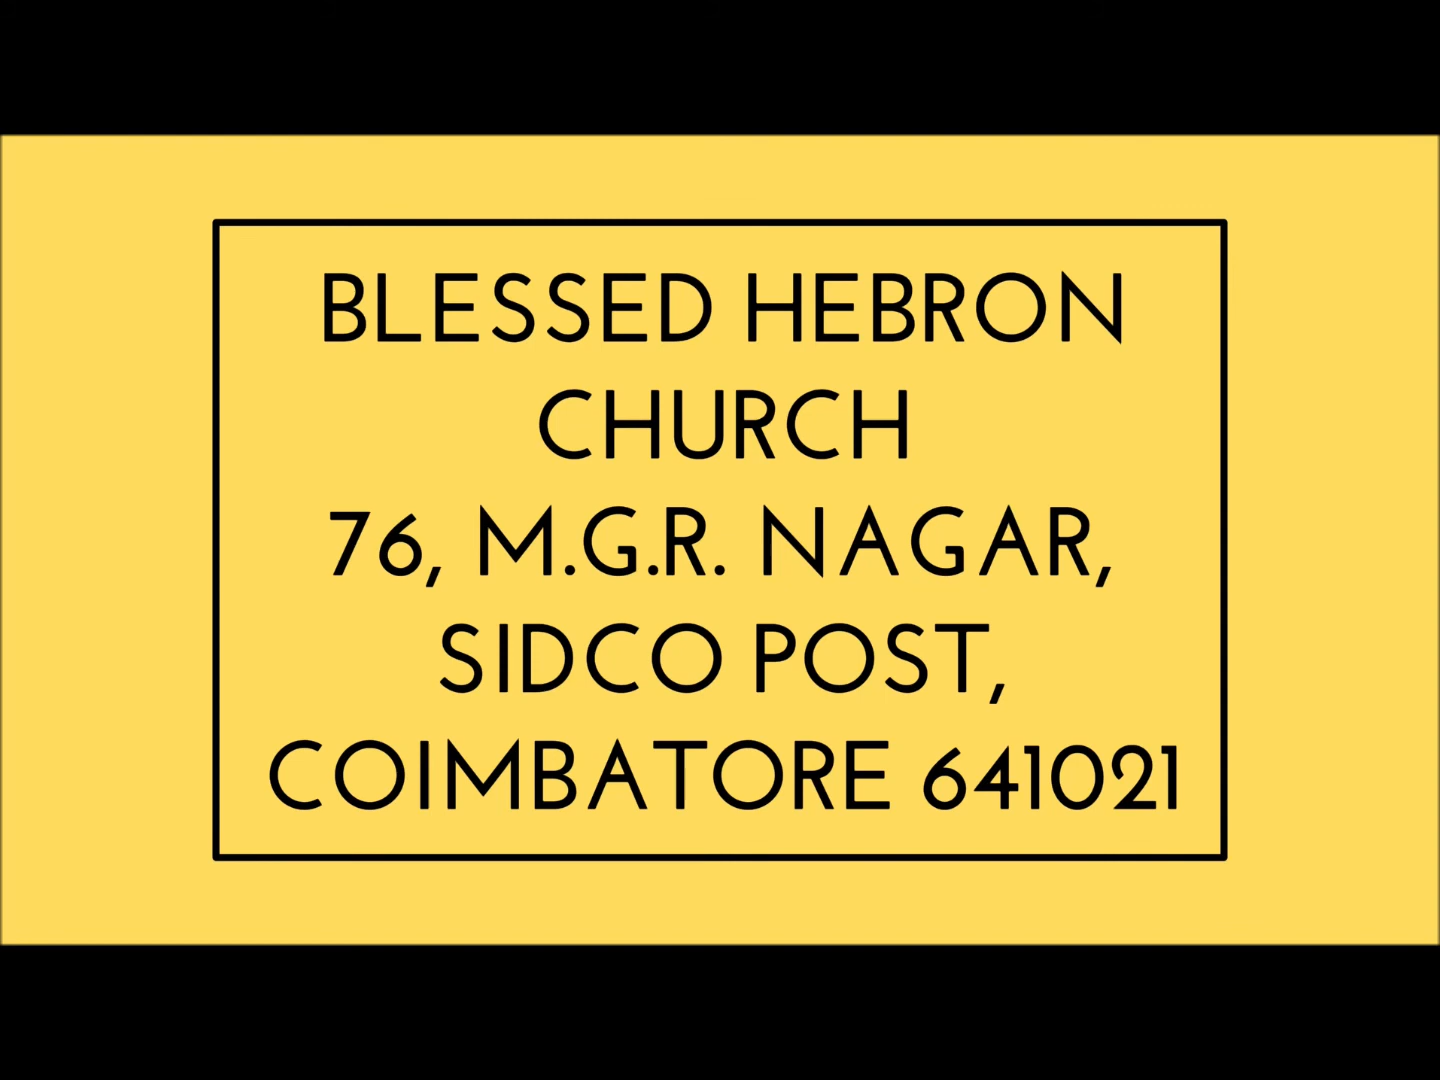 BLESSED HEBRON
CHURCH
76, M.G.R. NAGAR,
SIDCO POST,
COIMBATORE 641021